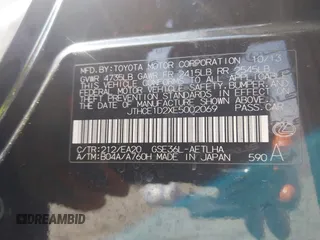 MFD.BY:TOYOTA MOTOR CORPORATION 10/13
GVWR 4735LB GAWR FR 2415LB RR 2545LB
THIS VEHICLE CONFORMS TO ALL APPLICABLE
FEDERAL MOTOR VEHICLE SAFETY, BUMPER, AND
THEFT PREVENTION STANDARDS IN EFFECT ON
THE DATE OF MANUFACTURE SHOWN ABOVE.
JTHCE1D2XE5002069 PASS.CAR
C/TR:212/EA20 GSE36L-AETLHA
A/TM:B04A/A760H MADE IN JAPAN 590 A